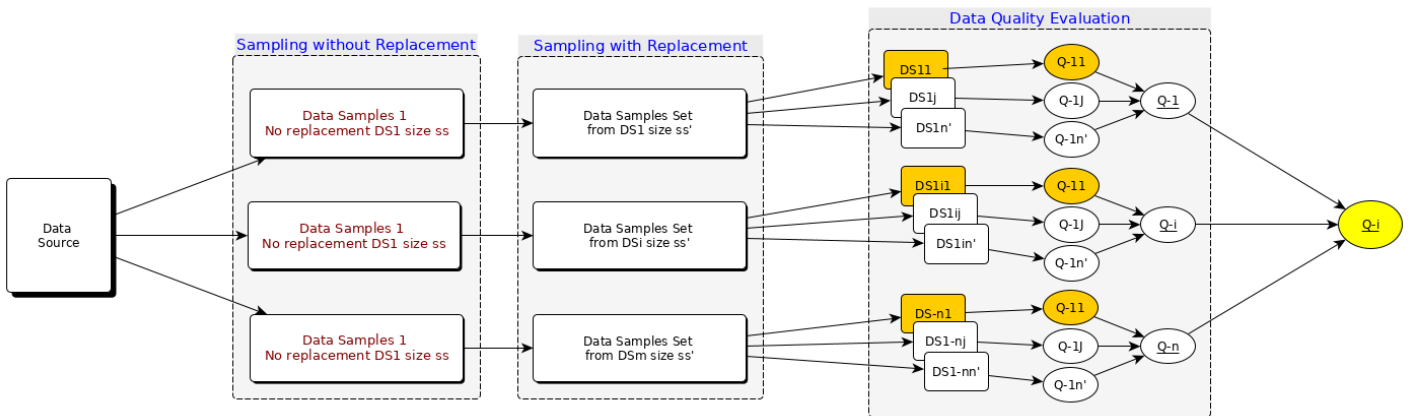 Data Quality Evaluation
Sampling without Replacement
Sampling with Replacement
Data
Source
Data Samples 1
No replacement DS1 size ss
Data Samples 1
No replacement DS1 size ss
Data Samples 1
No replacement DS1 size ss
Data Samples Set
from DS1 size ss'
Data Samples Set
from DSi size ss'
Data Samples Set
from DSm size ss'
DS11
DS1j
DS1n'
Q-11
Q-1J
Q-1n'
Q-1
DS1i1
DS1ij
DS1in'
Q-11
Q-1J
Q-1n'
Q-i
DS-n1
DS1-nj
DS1-nn'
Q-11
Q-1J
Q-1n'
Q-n
Q-i